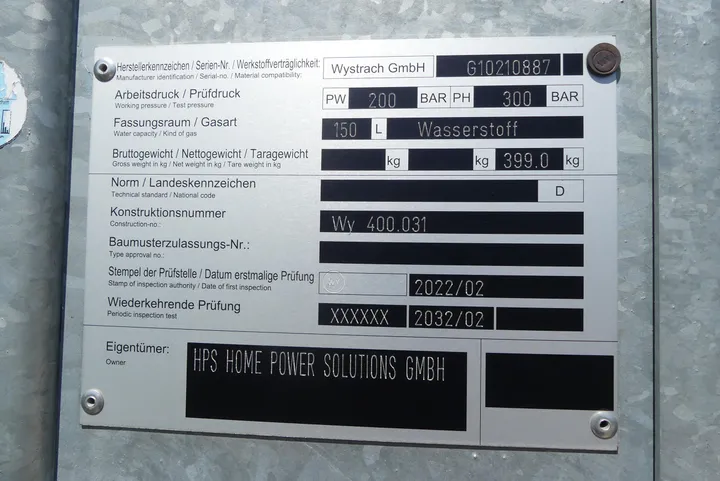 Herstellerkennzeichen / Serien-Nr. / Werkstoffverträglichkeit: Wystrach GmbH G10210887
Manufacturer identification / Serial-no. / Material compatibility:
Arbeitsdruck / Prüfdruck PW 200 BAR PH 300 BAR
Working pressure / Test pressure
Fassungsraum / Gasart 150 L Wasserstoff
Water capacity / Kind of gas
Bruttogewicht / Nettogewicht / Taragewicht kg kg 399.0 kg
Gross weight in kg / Net weight in kg / Tare weight in kg
Norm / Landeskennzeichen D
Technical standard / National code
Konstruktionsnummer Wy 400.031
Construction-no.:
Baumusterzulassungs-Nr.:
Type approval no.:
Stempel der Prüfstelle / Datum erstmalige Prüfung 2022/02
Stamp of inspection authority / Date of first inspection
Wiederkehrende Prüfung XXXXXX 2032/02
Periodic inspection test
Eigentümer: HPS HOME POWER SOLUTIONS GMBH
Owner